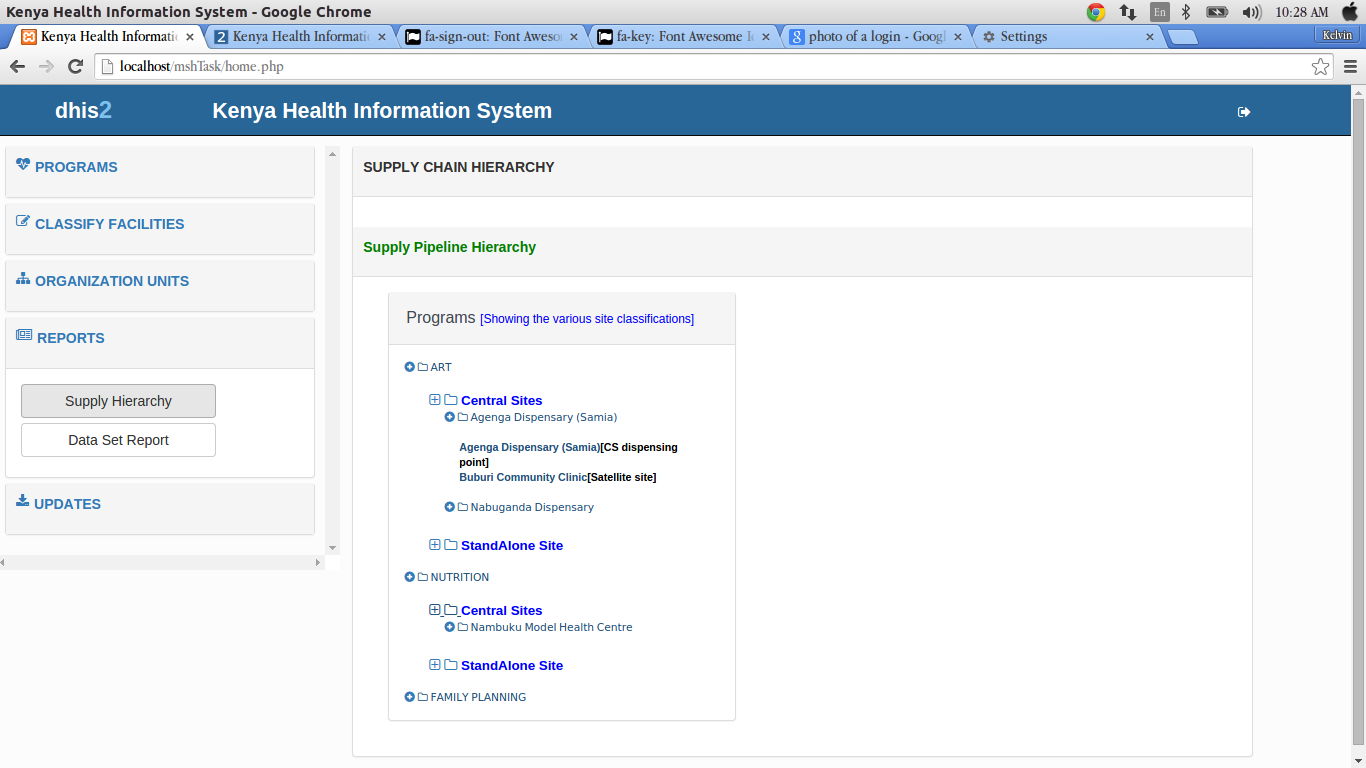 Kenya Health Information System - Google Chrome
En
10:28 AM
Kenya Health Informati
Kenya Health Informatio
fa-sign-out: Font Aweso
fa-key: Font Awesome I
photo of a login - Googl
Settings
Kelvin
localhost/mshTask/home.php
dhis2
Kenya Health Information System
PROGRAMS
CLASSIFY FACILITIES
ORGANIZATION UNITS
REPORTS
Supply Hierarchy
Data Set Report
UPDATES
SUPPLY CHAIN HIERARCHY
Supply Pipeline Hierarchy
Programs [Showing the various site classifications]
ART
Central Sites
Agenga Dispensary (Samia)
Agenga Dispensary (Samia)[CS dispensing
point]
Buburi Community Clinic[Satellite site]
Nabuganda Dispensary
StandAlone Site
NUTRITION
Central Sites
Nambuku Model Health Centre
StandAlone Site
FAMILY PLANNING